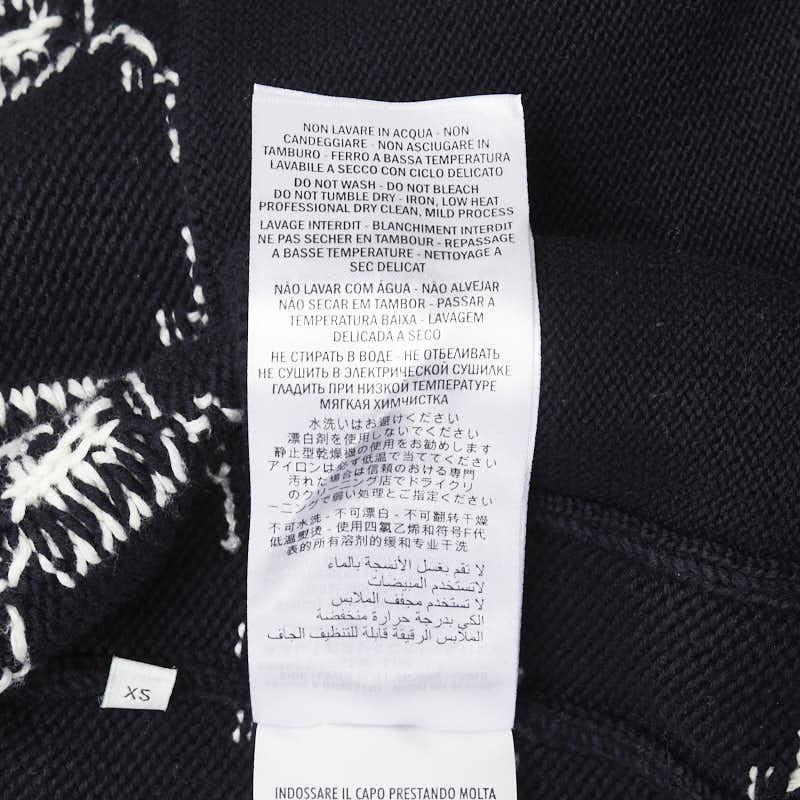 NON LAVARE IN ACQUA - NON
CANDEGGIARE - NON ASCIUGARE IN
TAMBURO - FERRO A BASSA TEMPERATURA
LAVABILE A SECCO CON CICLO DELICATO
DO NOT WASH - DO NOT BLEACH
DO NOT TUMBLE DRY - IRON, LOW HEAT
PROFESSIONAL DRY CLEAN, MILD PROCESS
LAVAGE INTERDIT - BLANCHIMENT INTERDIT
NE PAS SECHER EN TAMBOUR - REPASSAGE
A BASSE TEMPERATURE - NETTOYAGE A
SEC DELICAT
NÃO LAVAR COM ÁGUA - NÃO ALVEJAR
NÃO SECAR EM TAMBOR - PASSAR A
TEMPERATURA BAIXA - LAVAGEM
DELICADA A SECO
НЕ СТИРАТЬ В ВОДЕ - НЕ ОТБЕЛИВАТЬ
НЕ СУШИТЬ В ЭЛЕКТРИЧЕСКОЙ СУШИЛКЕ
ГЛАДИТЬ ПРИ НИЗКОЙ ТЕМПЕРАТУРЕ
МЯГКАЯ ХИМЧИСТКА
水洗いはお避けください
漂白剤を使用しないでください
静止型乾燥機の使用をお勧めします
アイロンは必ず低温で当ててください
汚れた場合は信頼のおける専門
のクリーニング店でドライクリ
ーニングで弱い処理とご指定ください
不可水洗 - 不可漂白 - 不可翻转干燥
低温熨烫 - 使用四氯乙烯和符号F代
表的所有溶剂的缓和专业干洗
لا تقم بغسل الأنسجة بالماء
لاتستخدم المبيضات
لا تستخدم مجفف الملابس
الكي بدرجة حرارة منخفضة
الملابس الرقيقة قابلة للتنظيف الجاف
XS
INDOSSARE IL CAPO PRESTANDO MOLTA